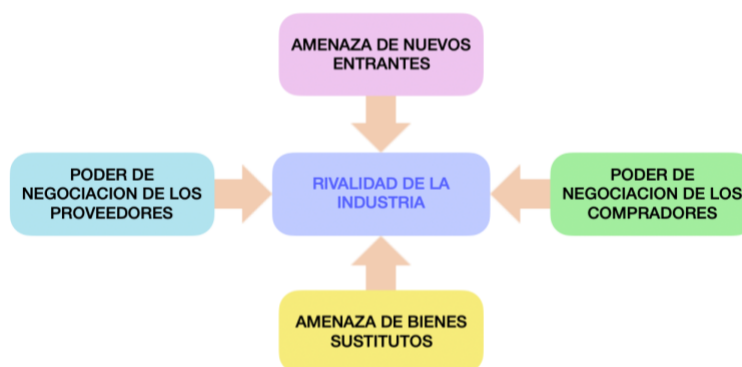 AMENAZA DE NUEVOS
ENTRANTES
PODER DE
NEGOCIACION DE LOS
PROVEEDORES
RIVALIDAD DE LA
INDUSTRIA
PODER DE
NEGOCIACION DE LOS
COMPRADORES
AMENAZA DE BIENES
SUSTITUTOS